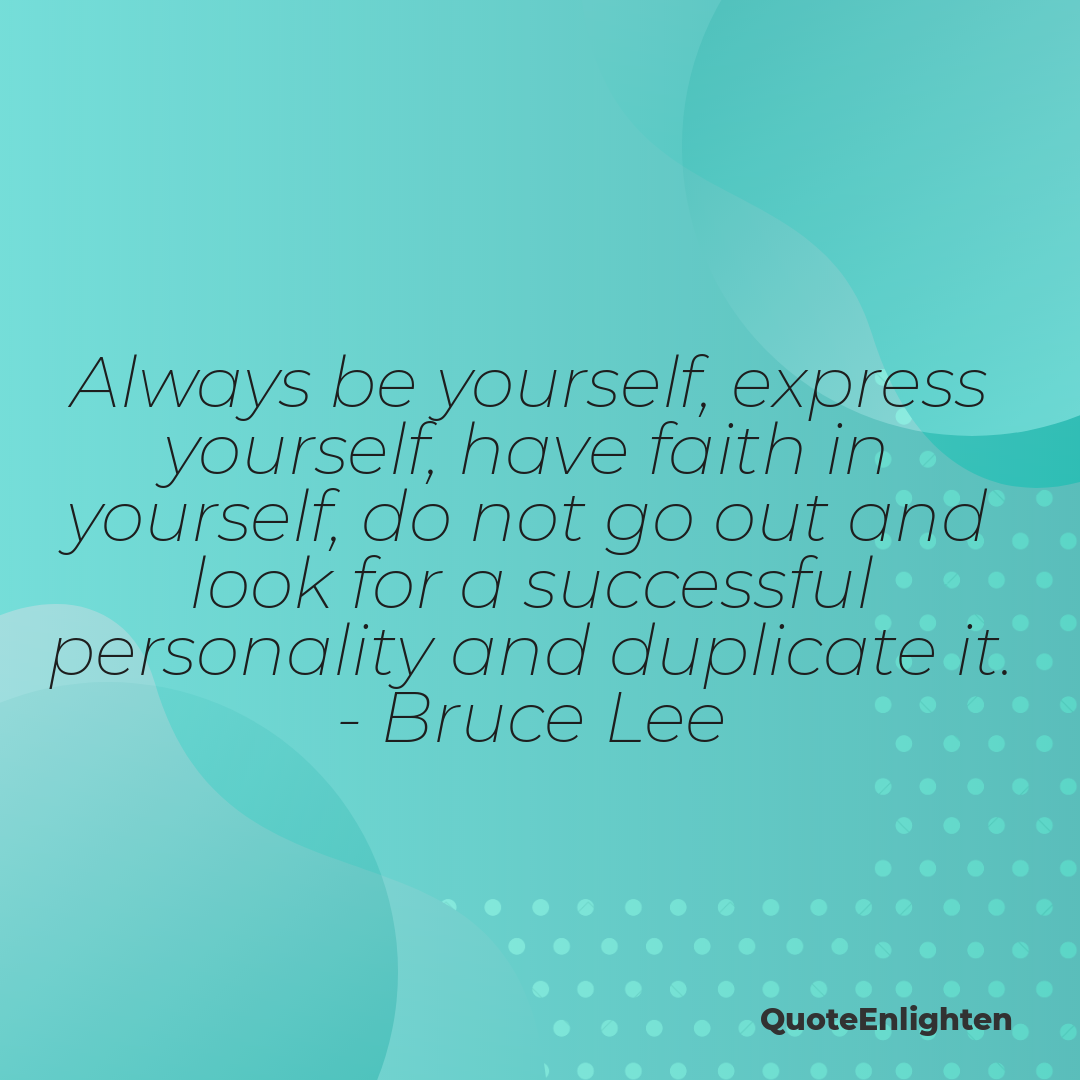 Always be yourself, express
yourself, have faith in
yourself, do not go out and
look for a successful
personality and duplicate it.
- Bruce Lee
QuoteEnlighten